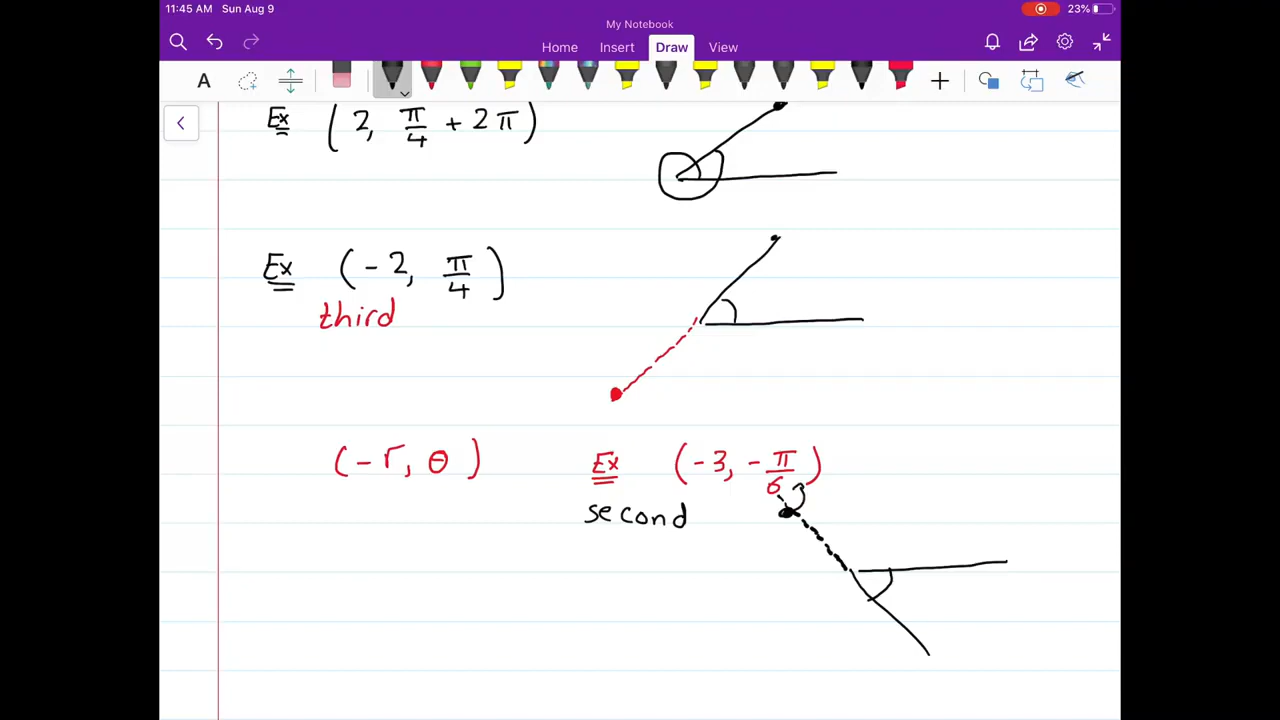 11:45 AM Sun Aug 9
23%
My Notebook
Home Insert Draw View
A
Ex (2, π/4 + 2π)
Ex (-2, π/4)
third
(-r, θ) Ex (-3, -π/6)
3
second